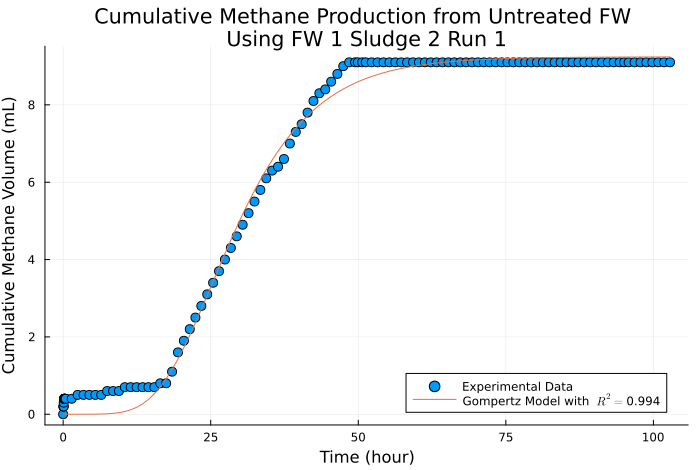 Cumulative Methane Production from Untreated FW
Using FW 1 Sludge 2 Run 1
Cumulative Methane Volume (mL)
8
6
4
2
0
0 25 50 75 100
Time (hour)
Experimental Data
Gompertz Model with R² = 0.994